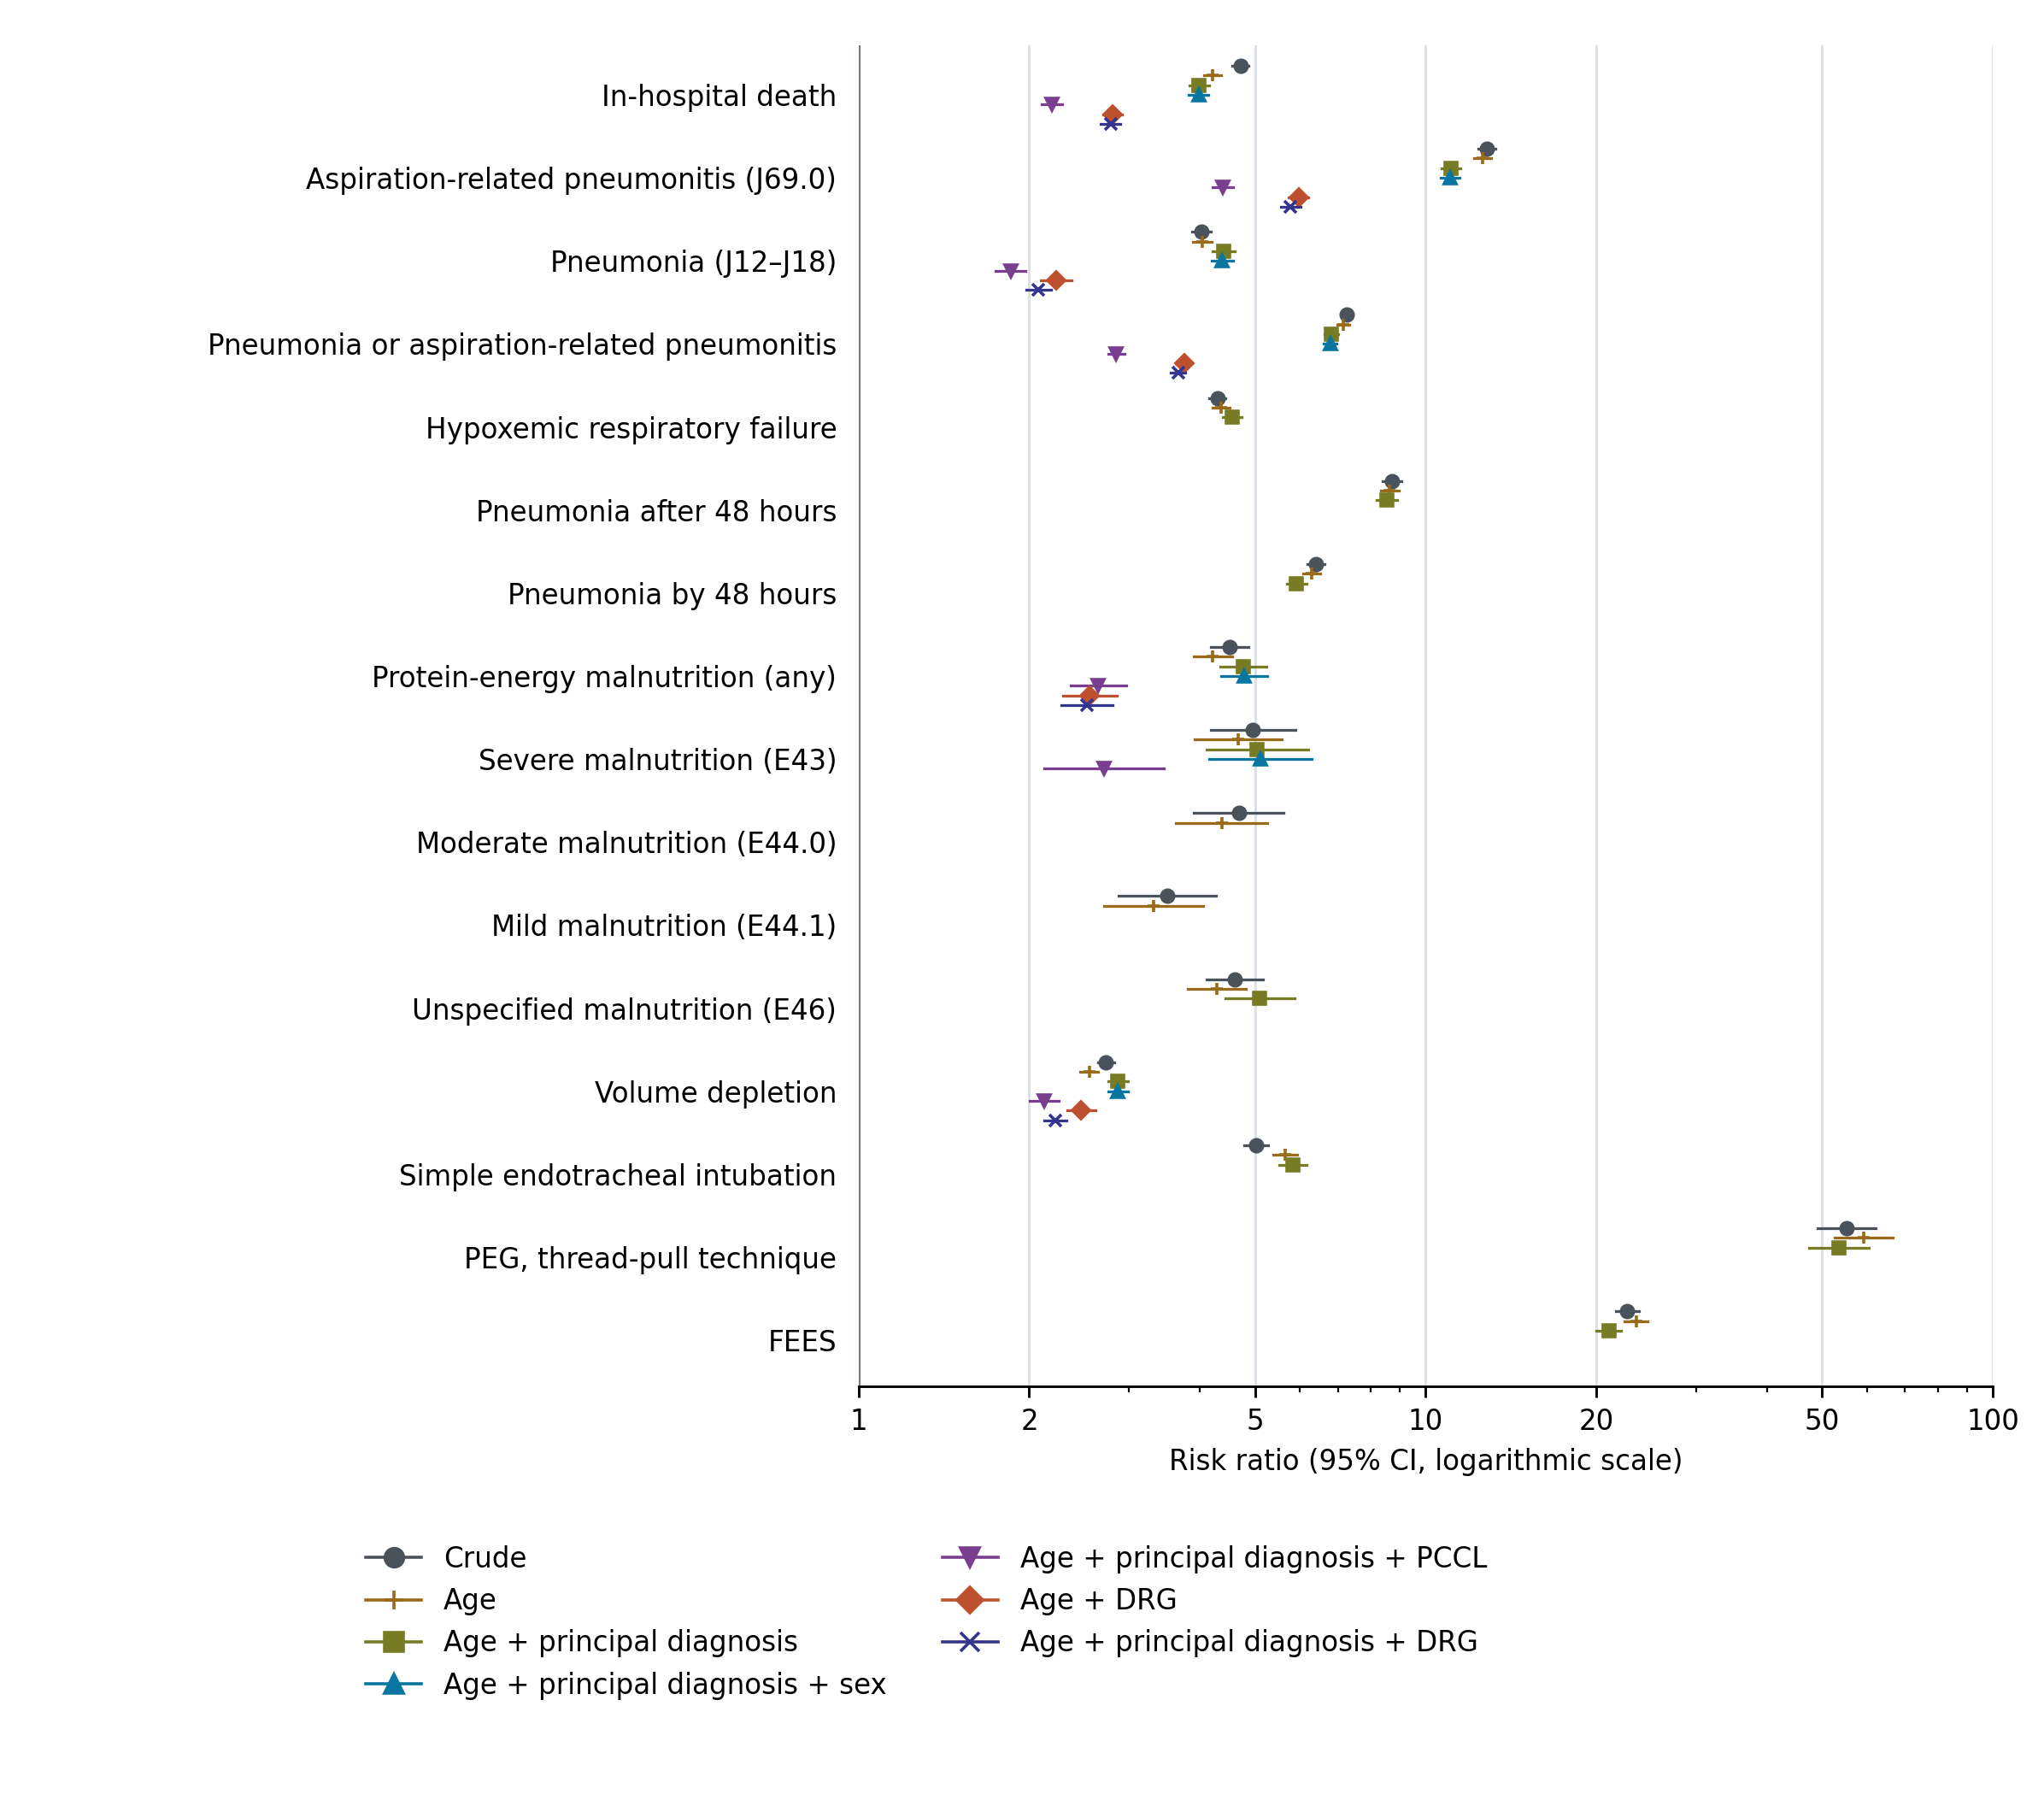 In-hospital death
Aspiration-related pneumonitis (J69.0)
Pneumonia (J12–J18)
Pneumonia or aspiration-related pneumonitis
Hypoxemic respiratory failure
Pneumonia after 48 hours
Pneumonia by 48 hours
Protein-energy malnutrition (any)
Severe malnutrition (E43)
Moderate malnutrition (E44.0)
Mild malnutrition (E44.1)
Unspecified malnutrition (E46)
Volume depletion
Simple endotracheal intubation
PEG, thread-pull technique
FEES
1 2 5 10 20 50 100
Risk ratio (95% CI, logarithmic scale)
Crude
Age
Age + principal diagnosis
Age + principal diagnosis + sex
Age + principal diagnosis + PCCL
Age + DRG
Age + principal diagnosis + DRG